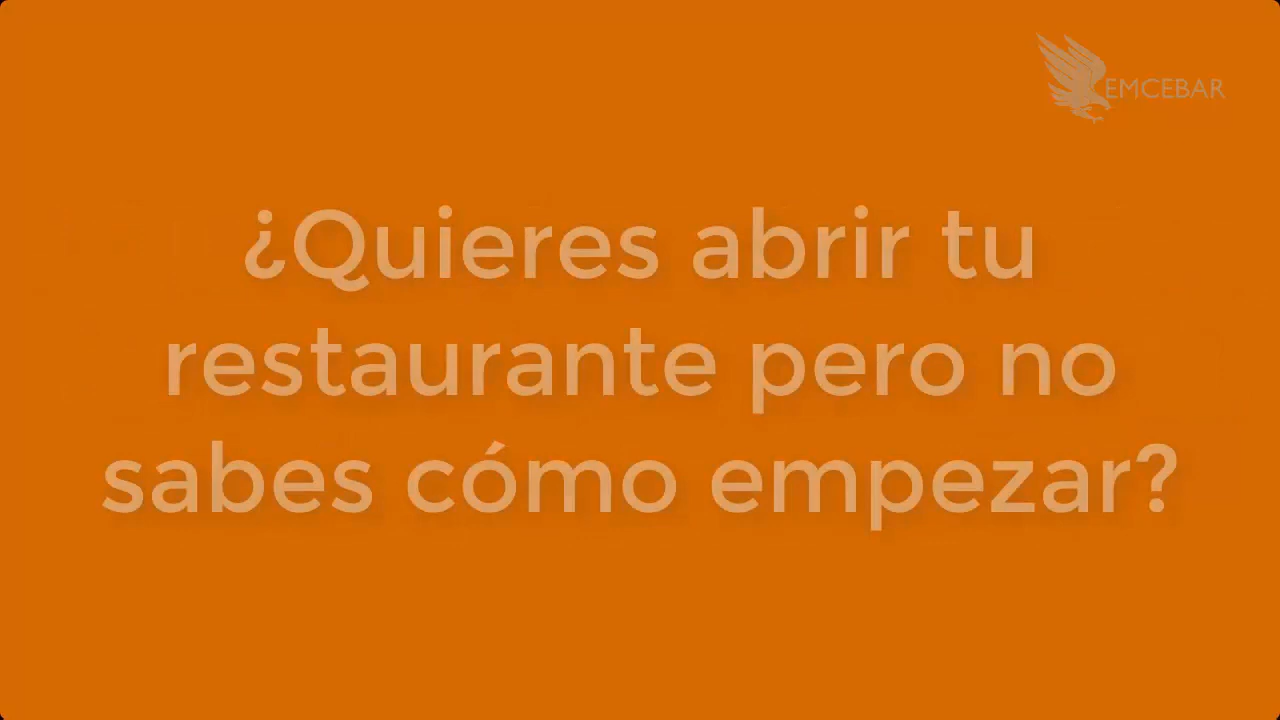 EMCEBAR
¿Quieres abrir tu
restaurante pero no
sabes cómo empezar?